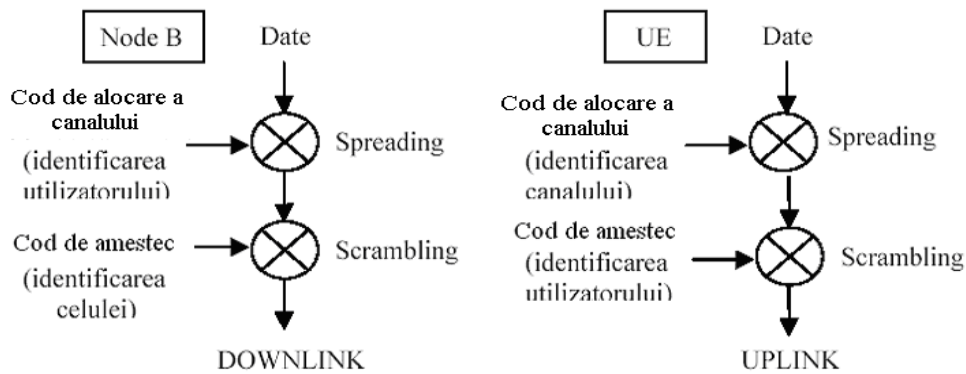 Node B
Date
Cod de alocare a
canalului
(identificarea
utilizatorului)
Spreading
Cod de amestec
(identificarea
celulei)
Scrambling
DOWNLINK
UE
Date
Cod de alocare a
canalului
(identificarea
canalului)
Spreading
Cod de amestec
(identificarea
utilizatorului)
Scrambling
UPLINK